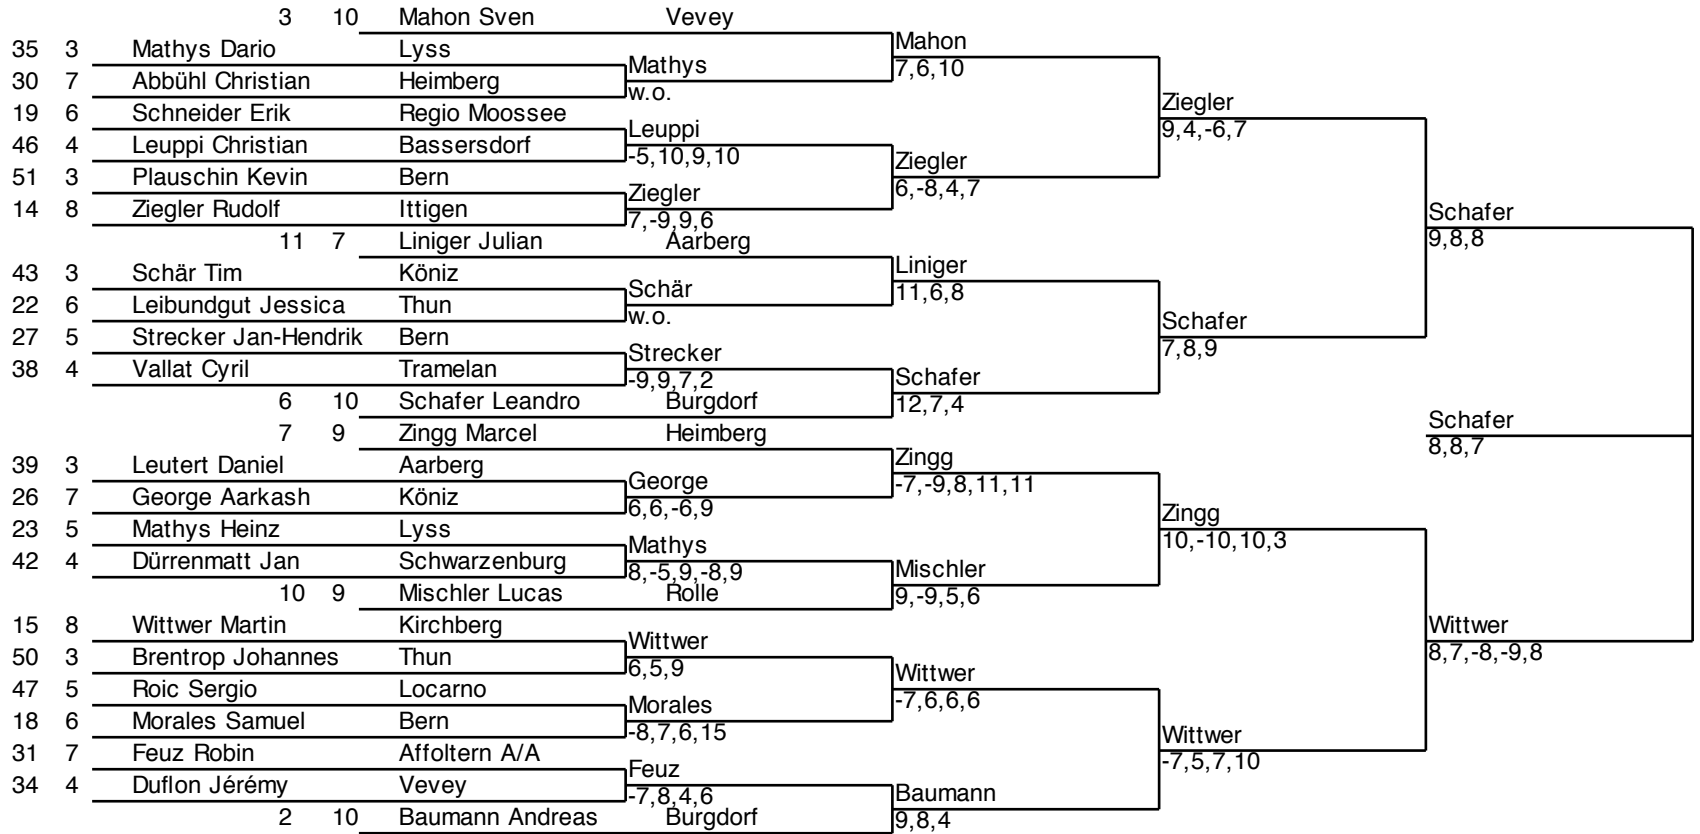 3 10 Mahon Sven Vevey
Mahon
35 3 Mathys Dario Lyss
Mathys
7,6,10
30 7 Abbühl Christian Heimberg
w.o.
Ziegler
19 6 Schneider Erik Regio Moossee
Leuppi
9,4,-6,7
46 4 Leuppi Christian Bassersdorf
-5,10,9,10
Ziegler
51 3 Plauschin Kevin Bern
Ziegler
6,-8,4,7
14 8 Ziegler Rudolf Ittigen
Schafer
7,-9,9,6
11 7 Liniger Julian Aarberg
9,8,8
Liniger
43 3 Schär Tim Köniz
Schär
11,6,8
22 6 Leibundgut Jessica Thun
w.o.
Schafer
27 5 Strecker Jan-Hendrik Bern
Strecker
7,8,9
38 4 Vallat Cyril Tramelan
-9,9,7,2
Schafer
6 10 Schafer Leandro Burgdorf
12,7,4
Schafer
7 9 Zingg Marcel Heimberg
8,8,7
Zingg
39 3 Leutert Daniel Aarberg
George
-7,-9,8,11,11
26 7 George Aarkash Köniz
6,6,-6,9
Zingg
23 5 Mathys Heinz Lyss
Mathys
10,-10,10,3
42 4 Dürrenmatt Jan Schwarzenburg
8,-5,9,-8,9
Mischler
10 9 Mischler Lucas Rolle
9,-9,5,6
15 8 Wittwer Martin Kirchberg
Wittwer
Wittwer
50 3 Brentrop Johannes Thun
6,5,9
8,7,-8,-9,8
Wittwer
47 5 Roic Sergio Locarno
Morales
-7,6,6,6
18 6 Morales Samuel Bern
-8,7,6,15
Wittwer
31 7 Feuz Robin Affoltern A/A
Feuz
-7,5,7,10
34 4 Duflon Jérémy Vevey
-7,8,4,6
Baumann
2 10 Baumann Andreas Burgdorf
9,8,4